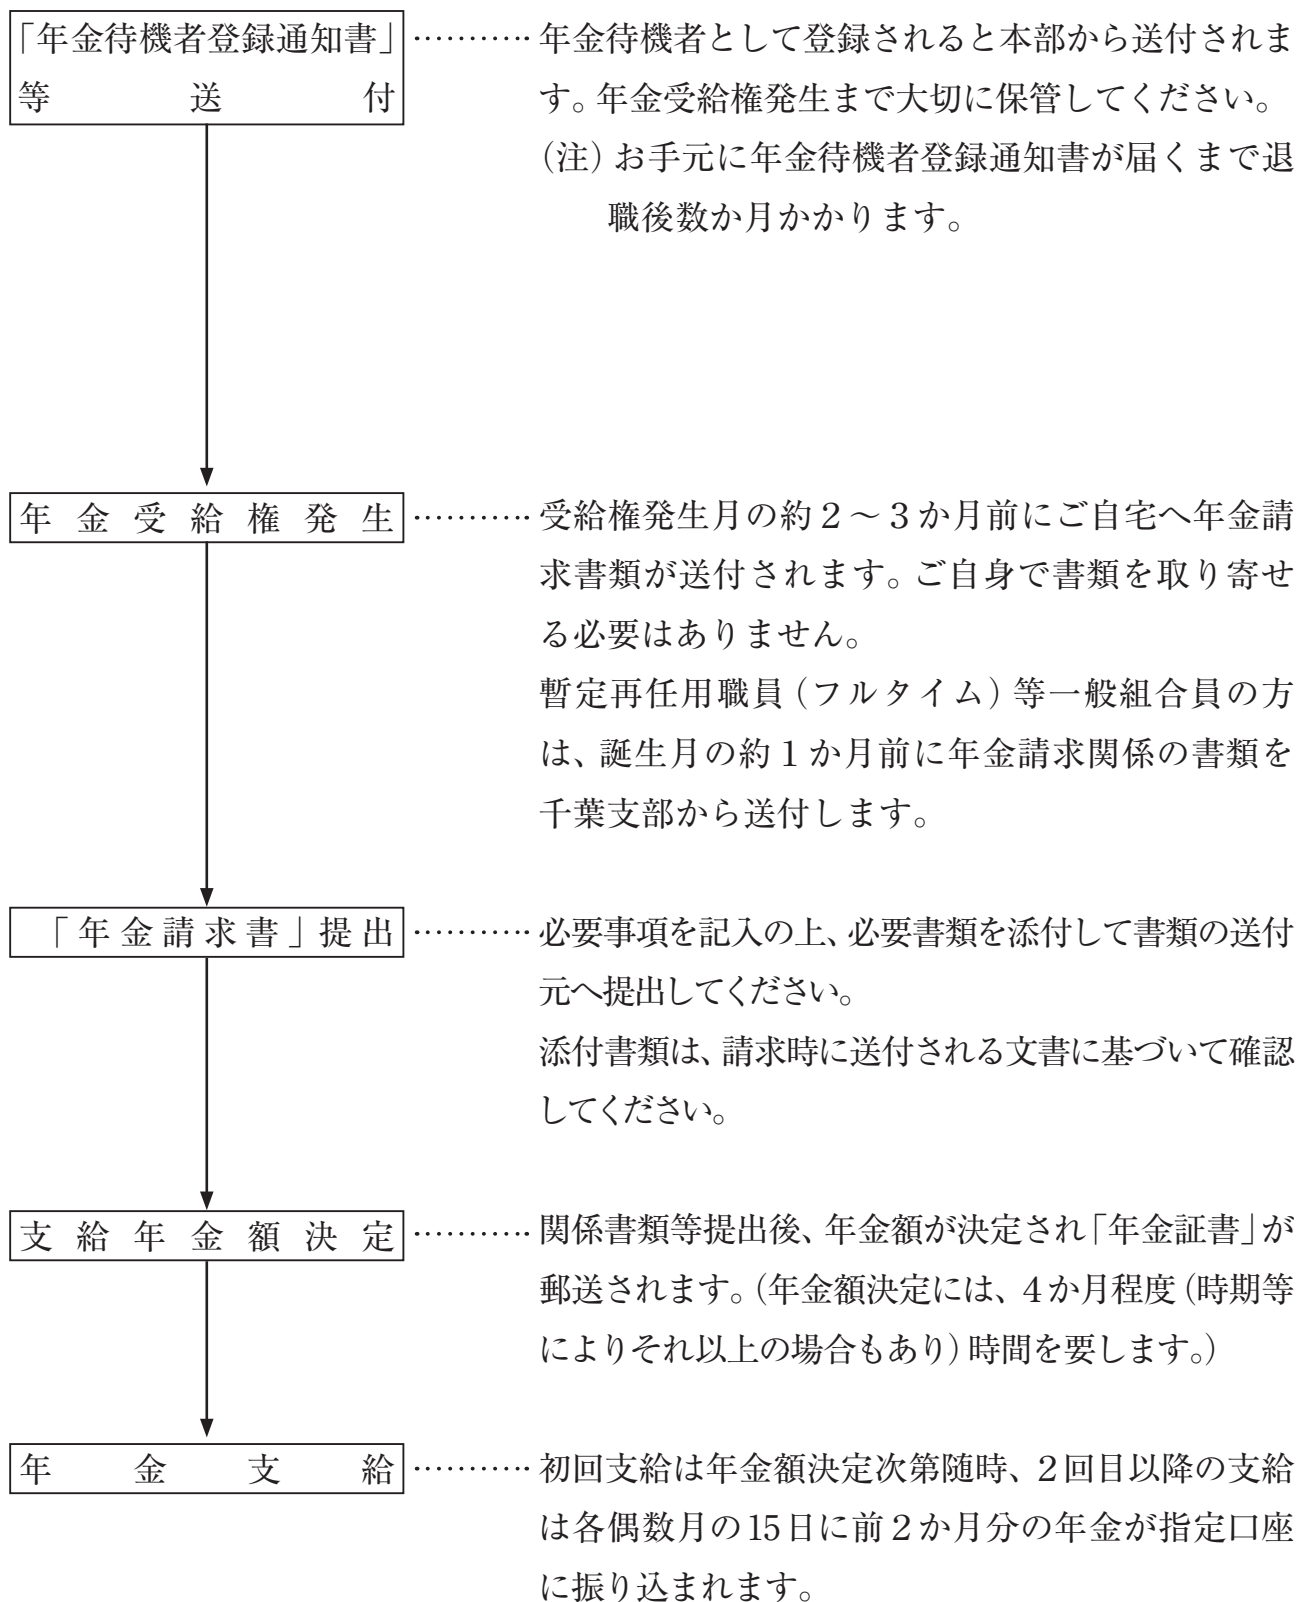 「年金待機者登録通知書」
等送付
………… 年金待機者として登録されると本部から送付されま
す。年金受給権発生まで大切に保管してください。
(注)お手元に年金待機者登録通知書が届くまで退
職後数か月かかります。
年金受給権発生 ………… 受給権発生月の約2～3か月前にご自宅へ年金請
求書類が送付されます。ご自身で書類を取り寄せ
る必要はありません。
暫定再任用職員(フルタイム)等一般組合員の方
は、誕生月の約1か月前に年金請求関係の書類を
千葉支部から送付します。
「年金請求書」提出 ………… 必要事項を記入の上、必要書類を添付して書類の送付
元へ提出してください。
添付書類は、請求時に送付される文書に基づいて確認
してください。
支給年金額決定 ………… 関係書類等提出後、年金額が決定され「年金証書」が
郵送されます。(年金額決定には、4か月程度(時期等
によりそれ以上の場合もあり)時間を要します。)
年金支給 ………… 初回支給は年金額決定次第随時、2回目以降の支給
は各偶数月の15日に前2か月分の年金が指定口座
に振り込まれます。